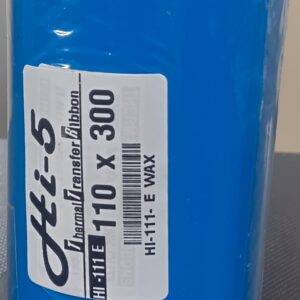 Hi-5
Thermal Transfer Ribbon
HI -111 E 110 x 300
HI-111- E WAX